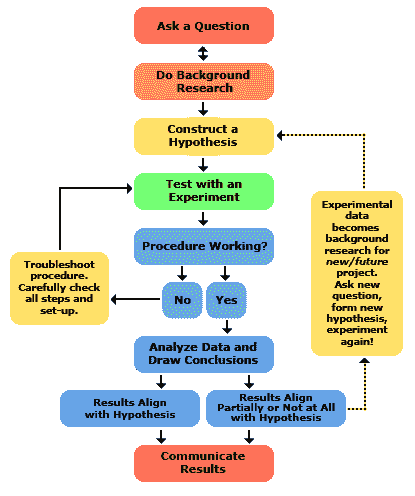 Ask a Question
Do Background
Research
Construct a
Hypothesis
Test with an
Experiment
Procedure Working?
Troubleshoot
procedure.
Carefully check
all steps and
set-up.
No
Yes
Experimental
data
becomes
background
research for
new/future
project.
Ask new
question,
form new
hypothesis,
experiment
again!
Analyze Data and
Draw Conclusions
Results Align
with Hypothesis
Results Align
Partially or Not at All
with Hypothesis
Communicate
Results